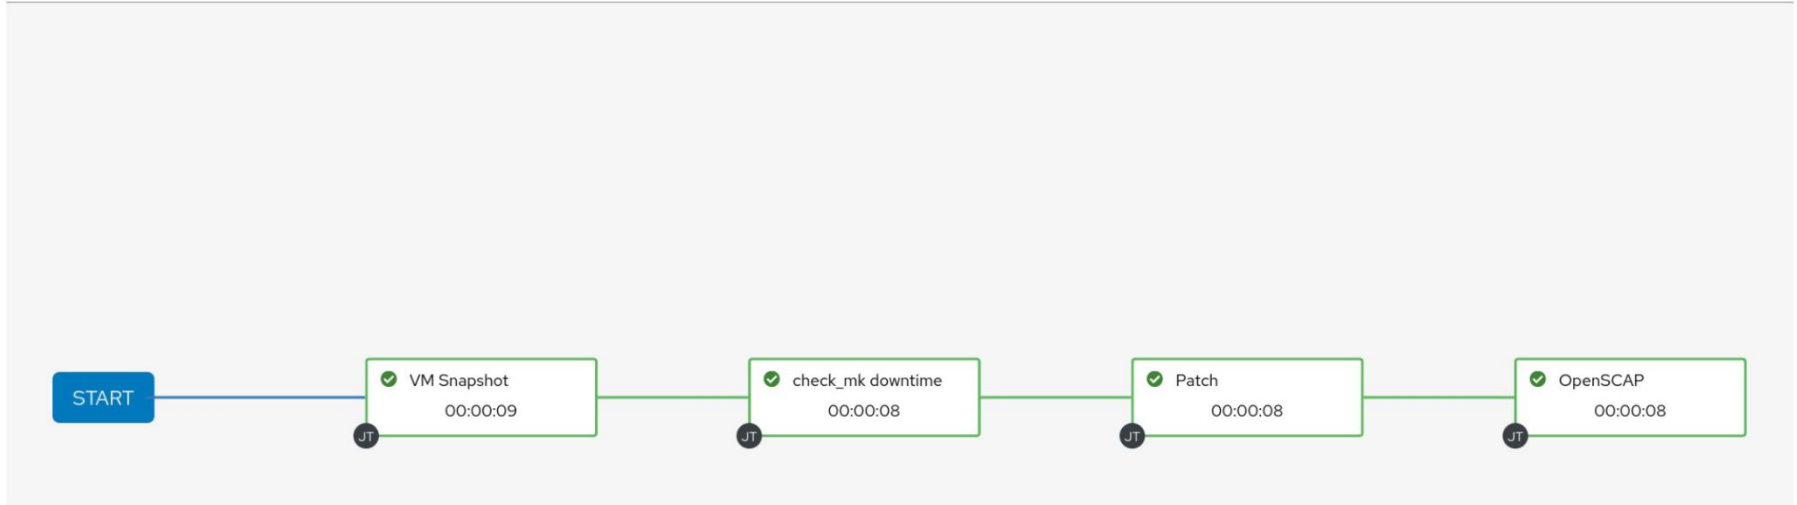 START
VM Snapshot
00:00:09
JT
check_mk downtime
00:00:08
JT
Patch
00:00:08
JT
OpenSCAP
00:00:08
JT